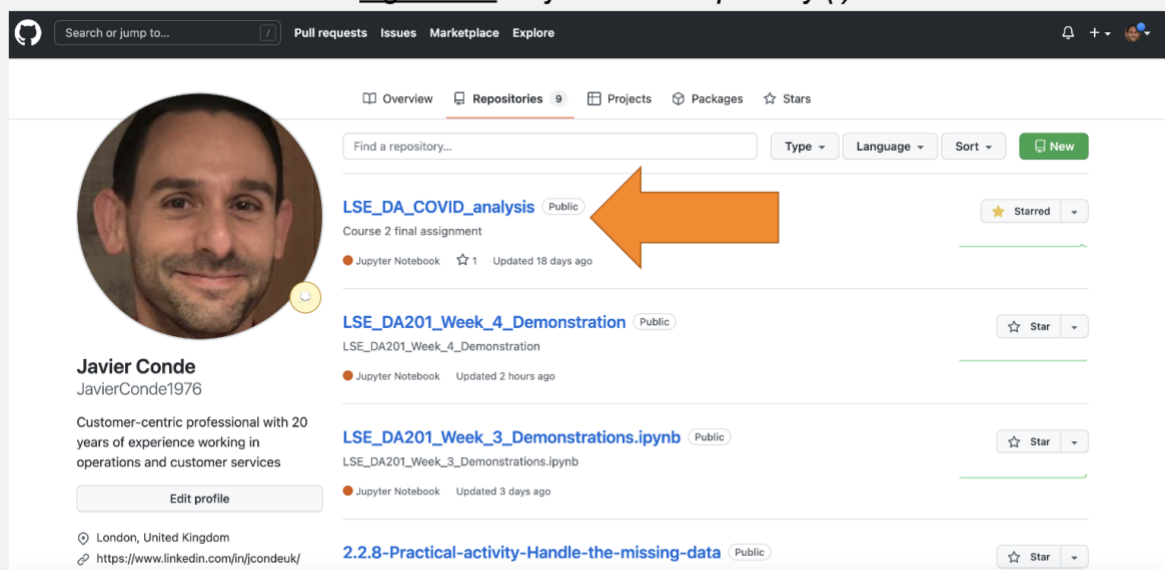 Search or jump to... /
Pull requests Issues Marketplace Explore
Overview Repositories 9 Projects Packages Stars
Find a repository...
Type Language Sort New
LSE_DA_COVID_analysis Public
Starred
Course 2 final assignment
Jupyter Notebook 1 Updated 18 days ago
LSE_DA201_Week_4_Demonstration Public
Star
LSE_DA201_Week_4_Demonstration
Jupyter Notebook Updated 2 hours ago
LSE_DA201_Week_3_Demonstrations.ipynb Public
Star
LSE_DA201_Week_3_Demonstrations.ipynb
Jupyter Notebook Updated 3 days ago
2.2.8-Practical-activity-Handle-the-missing-data Public
Star
Javier Conde
JavierConde1976
Customer-centric professional with 20
years of experience working in
operations and customer services
Edit profile
London, United Kingdom
https://www.linkedin.com/in/jcondeuk/